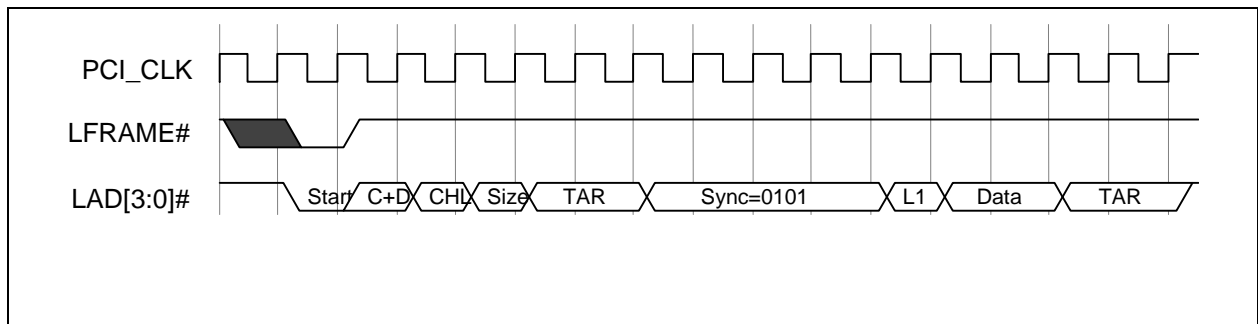 PCI_CLK
LFRAME#
LAD[3:0]# Start C+D CHL Size TAR Sync=0101 L1 Data TAR